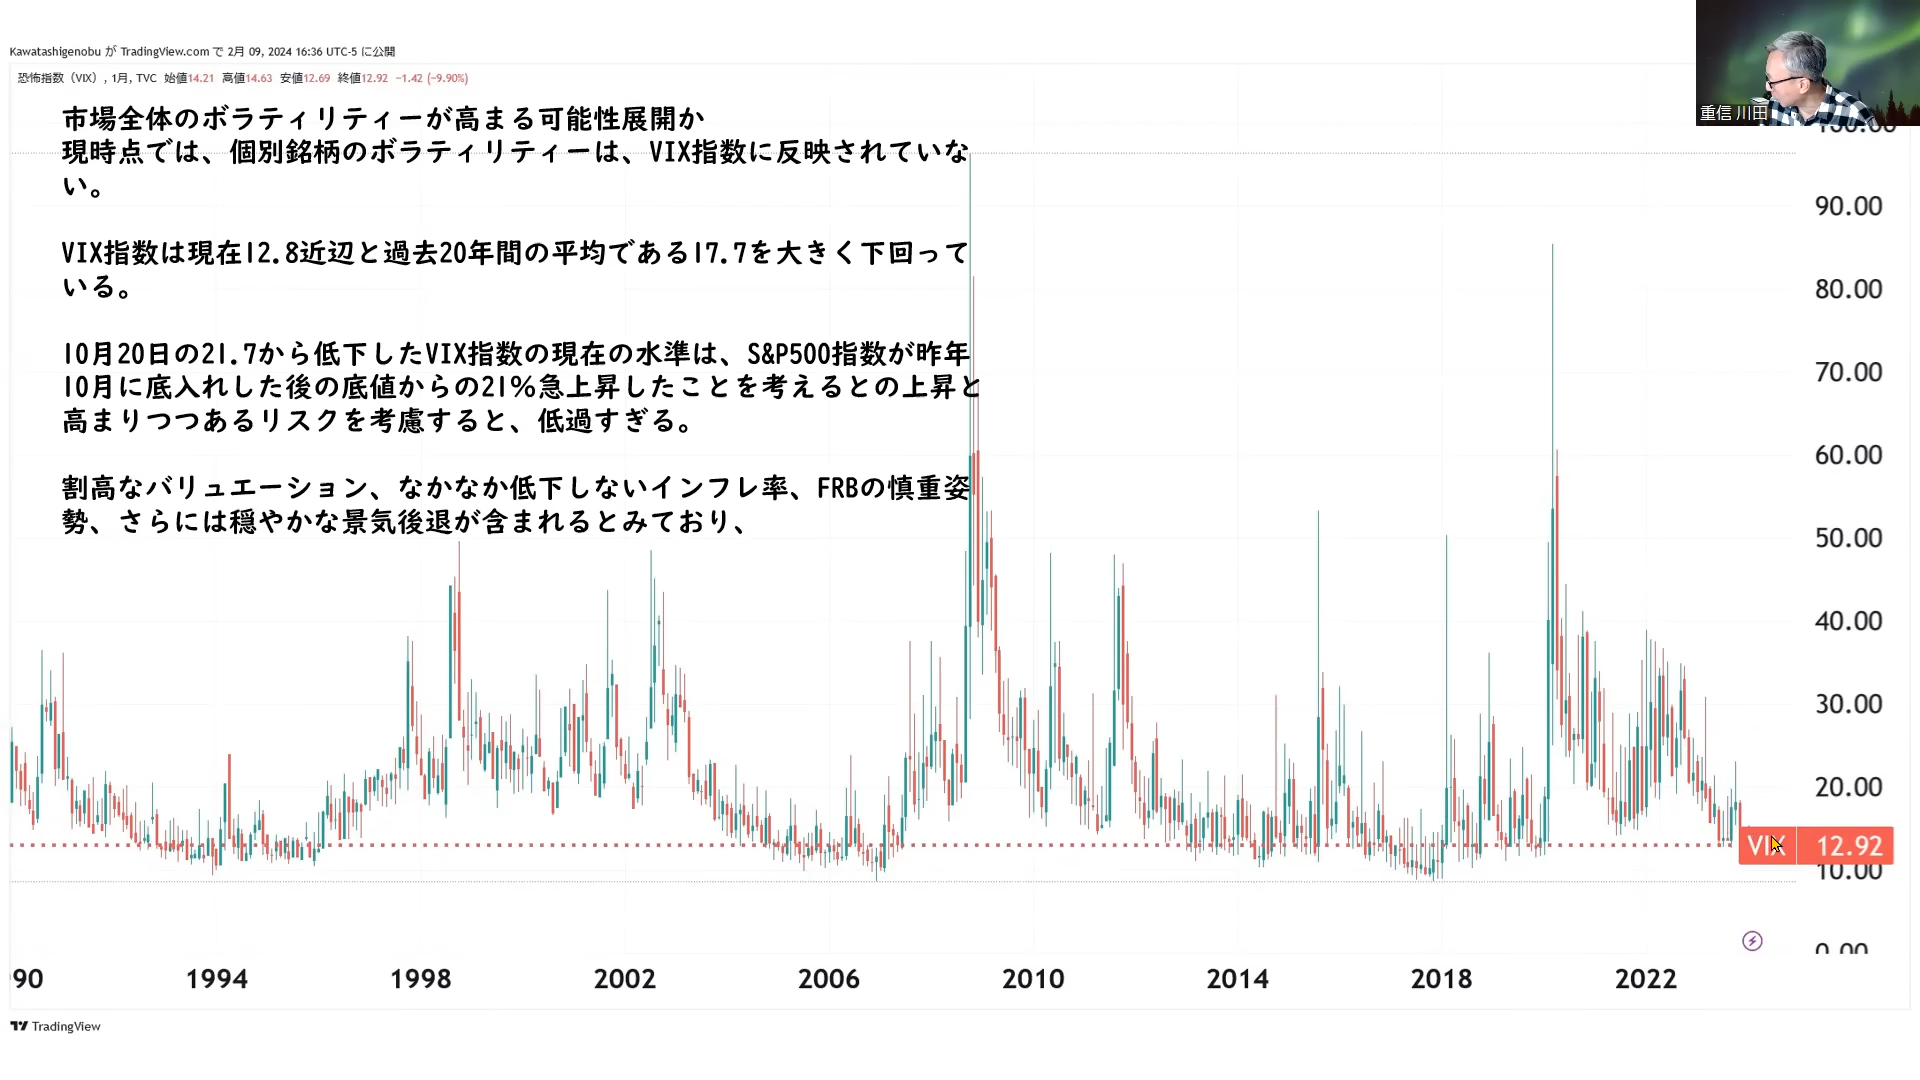 Kawatashigenobu が TradingView.com で 2月 09, 2024 16:36 UTC-5 に公開
恐怖指数（VIX）, 1月, TVC 始値14.21 高値14.63 安値12.69 終値12.92 −1.42 (−9.90%)
重信 川田
市場全体のボラティリティーが高まる可能性展開か
現時点では、個別銘柄のボラティリティーは、VIX指数に反映されていな
い。
VIX指数は現在12.8近辺と過去20年間の平均である17.7を大きく下回って
いる。
10月20日の21.7から低下したVIX指数の現在の水準は、S&P500指数が昨年
10月に底入れした後の底値からの21%急上昇したことを考えるとの上昇と
高まりつつあるリスクを考慮すると、低過ぎる。
割高なバリュエーション、なかなか低下しないインフレ率、FRBの慎重姿
勢、さらには穏やかな景気後退が含まれるとみており、
100.00
90.00
80.00
70.00
60.00
50.00
40.00
30.00
20.00
VIX 12.92
10.00
0.00
90 1994 1998 2002 2006 2010 2014 2018 2022
TradingView